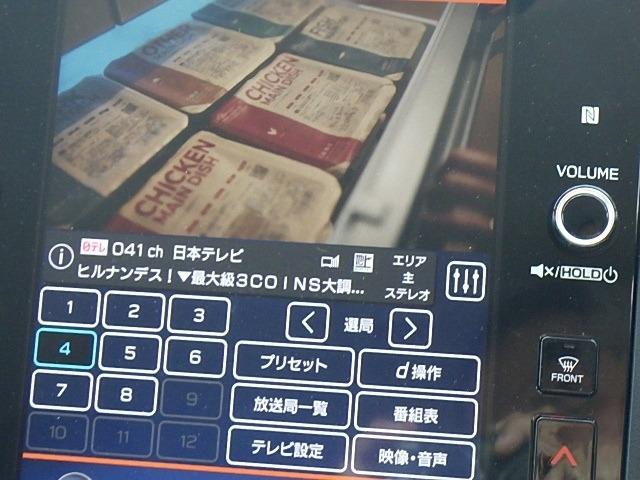 OTHER
FISH
CHICKEN
MAIN DISH
CHICKEN
MAIN DISH
N
VOLUME
日テレ 041ch 日本テレビ
エリア
ヒルナンデス！▼最大級3COINS大調…
主
ステレオ
HOLD
1
2
3
選局
4
5
6
プリセット
d操作
FRONT
7
8
9
放送局一覧
番組表
10
11
12
テレビ設定
映像・音声